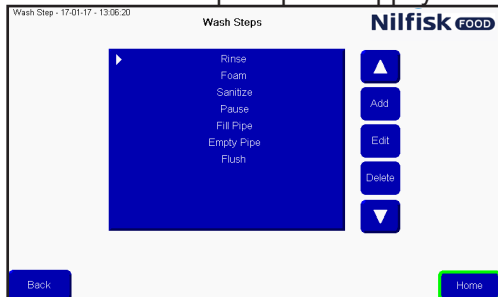 Wash Step - 17-01-17 - 13:06:20
Wash Steps
Nilfisk FOOD
Rinse
Foam
Sanitize
Pause
Fill Pipe
Empty Pipe
Flush
Add
Edit
Delete
Back
Home